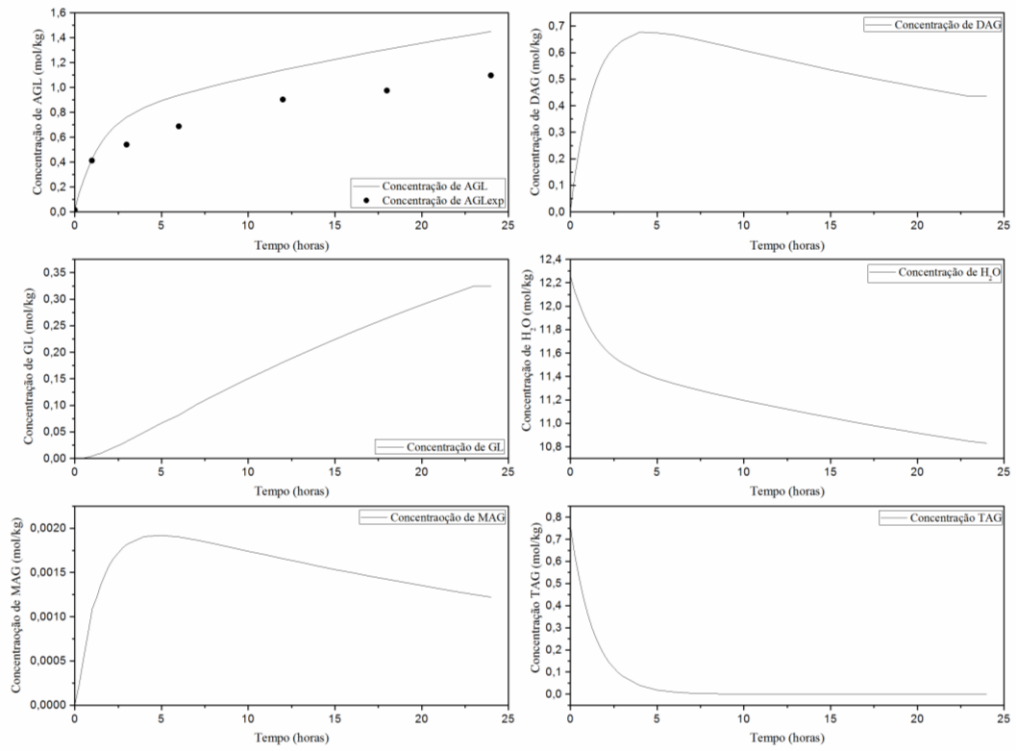 1,6
1,4
1,2
1,0
0,8
0,6
0,4
0,2
0,0
Concentração de AGL (mol/kg)
Concentração de AGL
Concentração de AGLexp
0 5 10 15 20 25
Tempo (horas)
0,7
0,6
0,5
0,4
0,3
0,2
0,1
0,0
Concentração de DAG (mol/kg)
Concentração de DAG
0 5 10 15 20 25
Tempo (horas)
0,35
0,30
0,25
0,20
0,15
0,10
0,05
0,00
Concentração de GL (mol/kg)
Concentração de GL
0 5 10 15 20 25
Tempo (horas)
12,4
12,2
12,0
11,8
11,6
11,4
11,2
11,0
10,8
Concentração de H₂O (mol/kg)
Concentração de H₂O
0 5 10 15 20 25
Tempo (horas)
0,0020
0,0015
0,0010
0,0005
0,0000
Concentraoção de MAG (mol/kg)
Concentraoção de MAG
0 5 10 15 20 25
Tempo (horas)
0,8
0,7
0,6
0,5
0,4
0,3
0,2
0,1
0,0
Concentração TAG (mol/kg)
Concentração TAG
0 5 10 15 20 25
Tempo (horas)